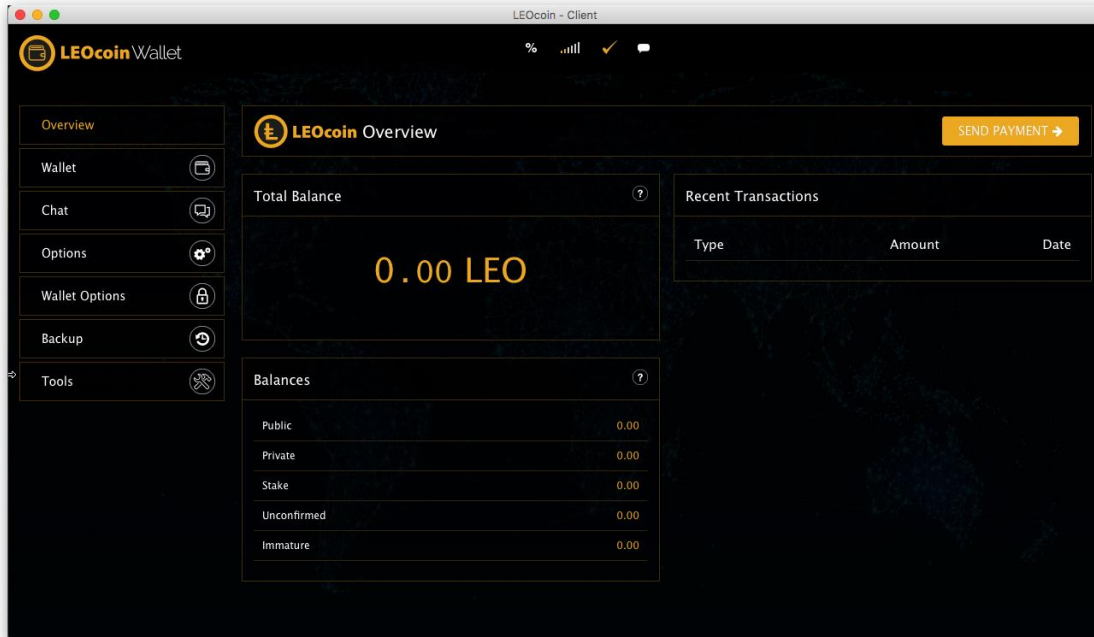 LEOcoin - Client
LEOcoin Wallet
%
Overview
Wallet
Chat
Options
Wallet Options
Backup
Tools
LEOcoin Overview
SEND PAYMENT →
Total Balance ?
0.00 LEO
Balances ?
Public 0.00
Private 0.00
Stake 0.00
Unconfirmed 0.00
Immature 0.00
Recent Transactions
Type Amount Date